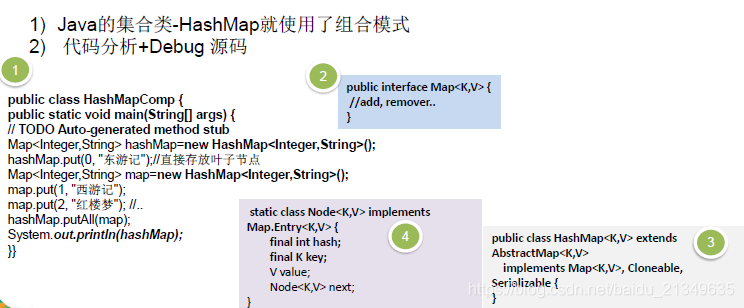 1) Java的集合类-HashMap就使用了组合模式
2) 代码分析+Debug 源码
1
public class HashMapComp {
public static void main(String[] args) {
// TODO Auto-generated method stub
Map<Integer,String> hashMap=new HashMap<Integer,String>();
hashMap.put(0, "东游记");//直接存放叶子节点
Map<Integer,String> map=new HashMap<Integer,String>();
map.put(1, "西游记");
map.put(2, "红楼梦"); //..
hashMap.putAll(map);
System.out.println(hashMap);
}}
2
public interface Map<K,V> {
//add, remover..
}
4
static class Node<K,V> implements
Map.Entry<K,V> {
final int hash;
final K key;
V value;
Node<K,V> next;
}
3
public class HashMap<K,V> extends
AbstractMap<K,V>
implements Map<K,V>, Cloneable,
Serializable {
}
https://blog.csdn.net/baidu_21349635